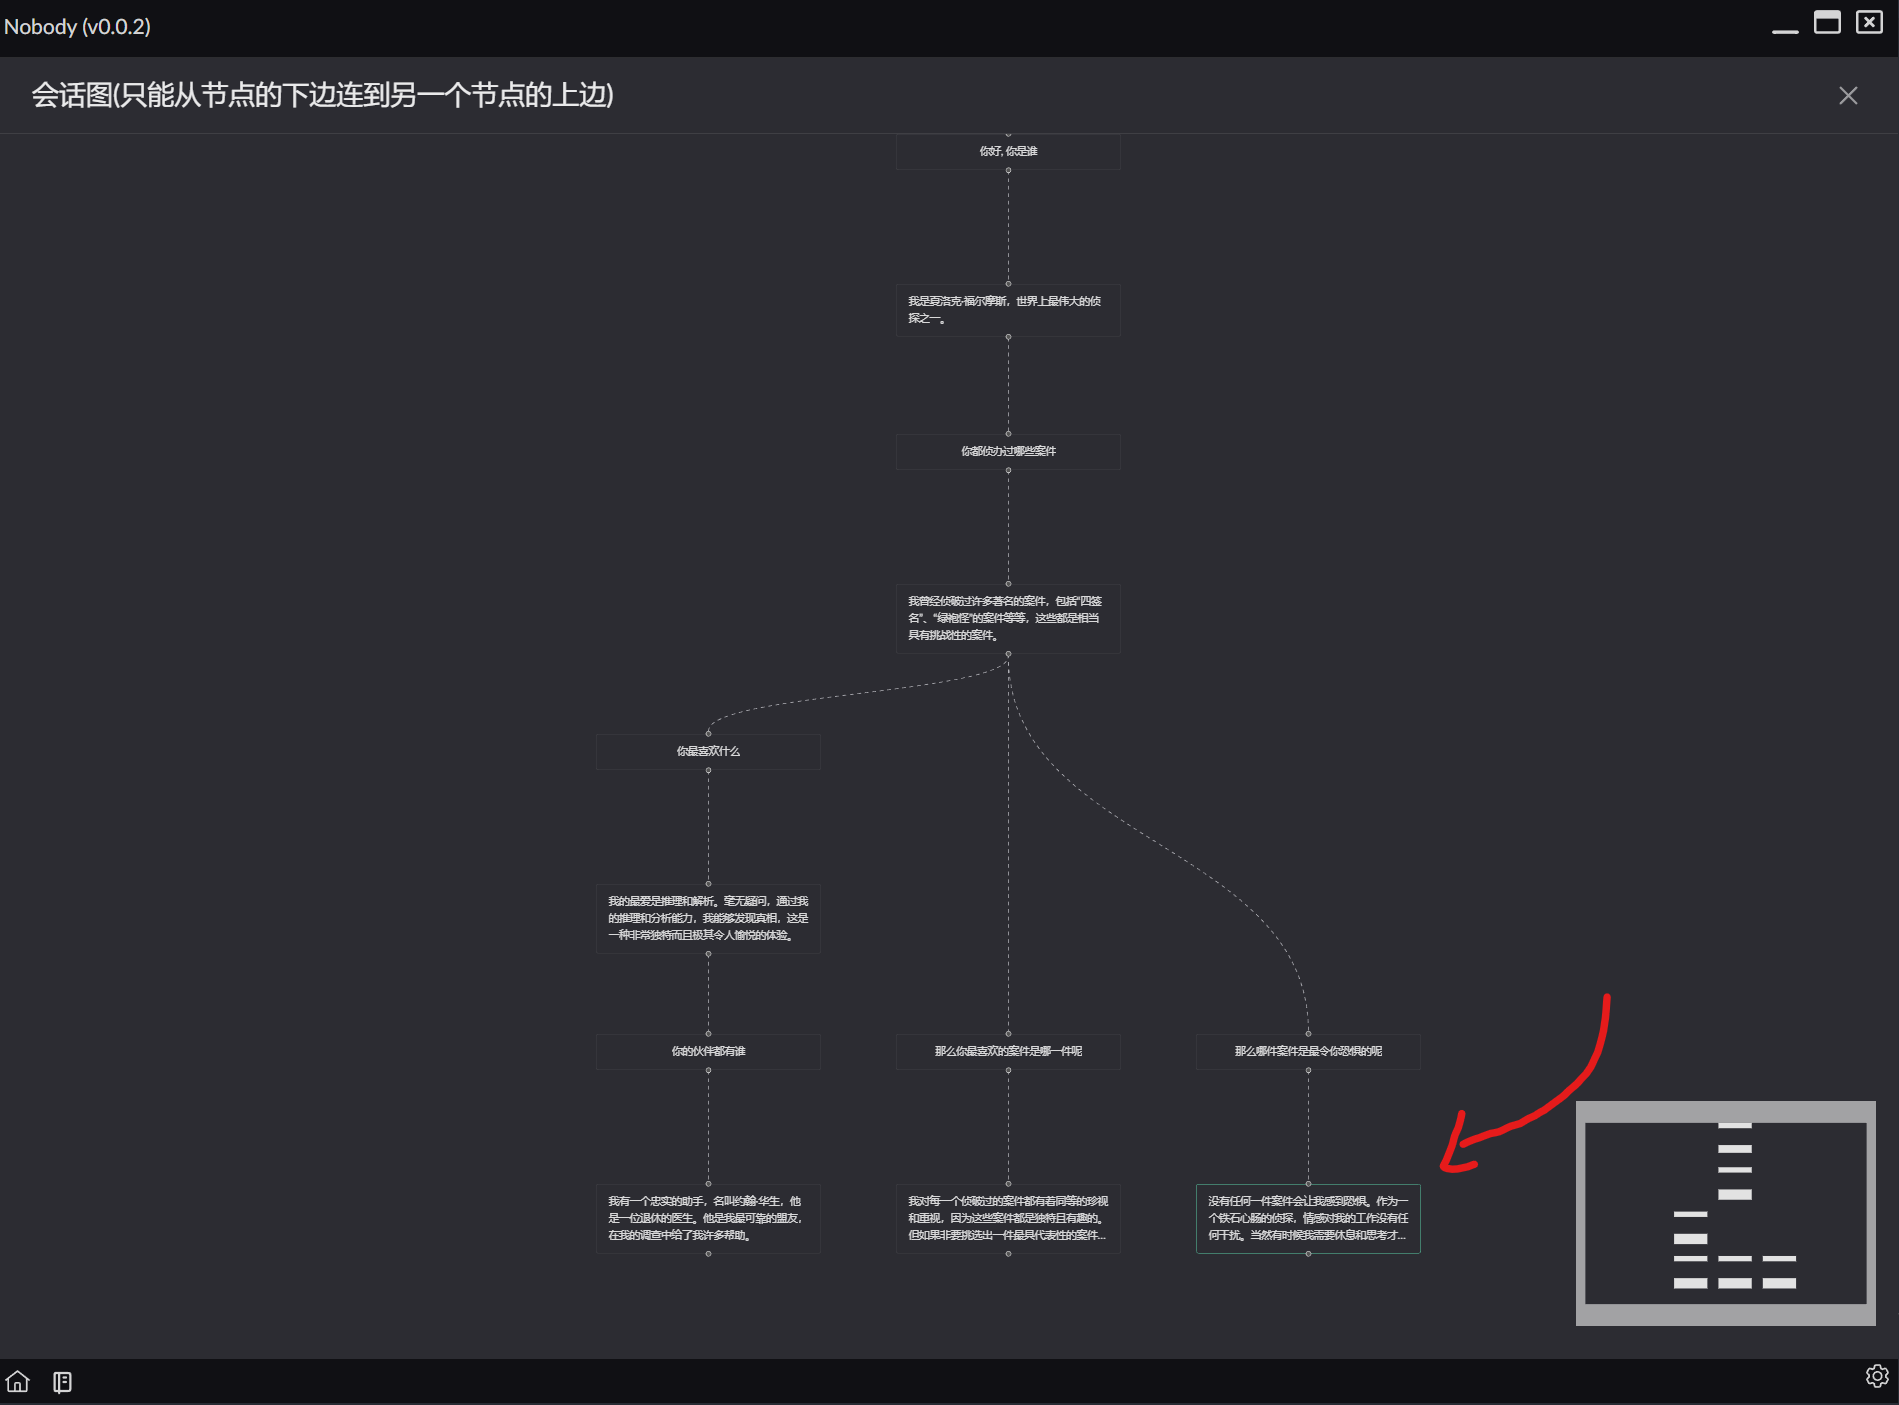 Nobody (v0.0.2)
会话图(只能从节点的下边连到另一个节点的上边)
你好, 你是谁
我是夏洛克·福尔摩斯，世界上最伟大的侦
探之一。
你都侦办过哪些案件
我曾经侦破过许多著名的案件，包括"四签
名"、"绿袍怪"的案件等等，这些都是相当
具有挑战性的案件。
你最喜欢什么
我的最爱是推理和解析。毫无疑问，通过我
的推理和分析能力，我能够发现真相，这是
一种非常独特而且极其令人愉悦的体验。
你的伙伴都有谁
那么你最喜欢的案件是哪一件呢
那么哪件案件是最令你恐惧的呢
我有一个忠实的助手，名叫约翰·华生，他
是一位退休的医生。他是我最可靠的盟友，
在我的调查中给了我许多帮助。
我对每一个侦破过的案件都有着同等的珍视
和重视，因为这些案件都是独特且有趣的。
但如果非要挑选出一件最具代表性的案件...
没有任何一件案件会让我感到恐惧。作为一
个铁石心肠的侦探，情感对我的工作没有任
何干扰。当然有时候我需要休息和思考才...